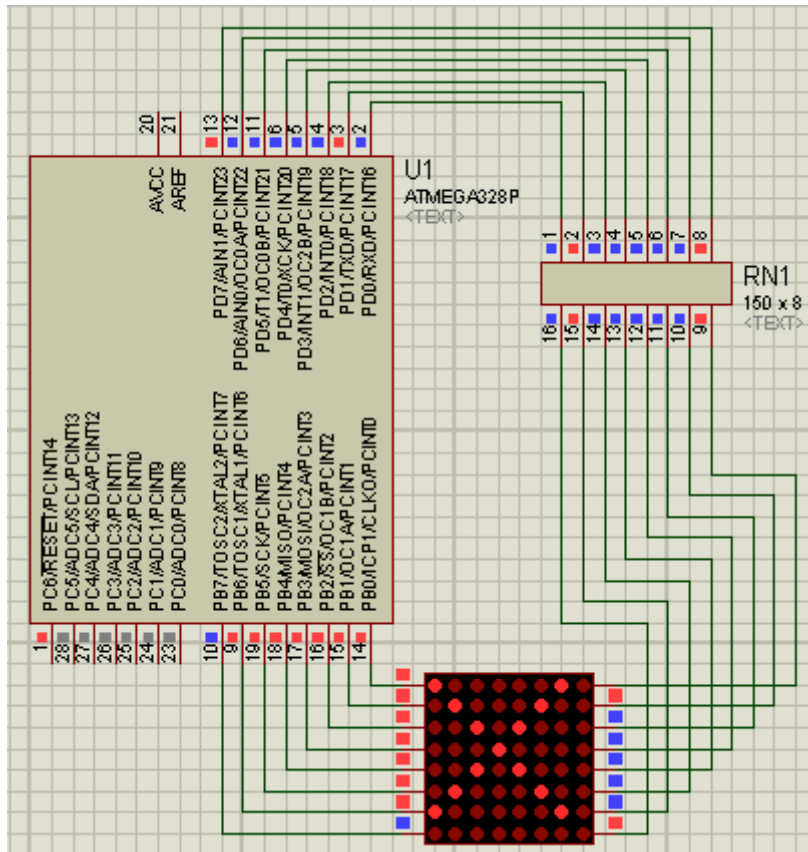 20
21
13
12
11
6
5
4
3
2
AVCC
AREF
PD7/AIN1/PCINT23
PD6/AIN0/OC0A/PCINT22
PD5/T1/OC0B/PCINT21
PD4/T0/XCK/PCINT20
PD3/INT1/OC2B/PCINT19
PD2/INT0/PCINT18
PD1/TXD/PCINT17
PD0/RXD/PCINT16
U1
ATMEGA328P
<TEXT>
1
2
3
4
5
6
7
8
RN1
150 x 8
<TEXT>
16
15
14
13
12
11
10
9
PC6/RESET/PCINT14
PC5/ADC5/SCL/PCINT13
PC4/ADC4/SDA/PCINT12
PC3/ADC3/PCINT11
PC2/ADC2/PCINT10
PC1/ADC1/PCINT9
PC0/ADC0/PCINT8
PB7/TOSC2/XTAL2/PCINT7
PB6/TOSC1/XTAL1/PCINT6
PB5/SCK/PCINT5
PB4/MISO/PCINT4
PB3/MOSI/OC2A/PCINT3
PB2/SS/OC1B/PCINT2
PB1/OC1A/PCINT1
PB0/ICP1/CLKO/PCINT0
1
28
27
26
25
24
23
10
9
19
18
17
16
15
14